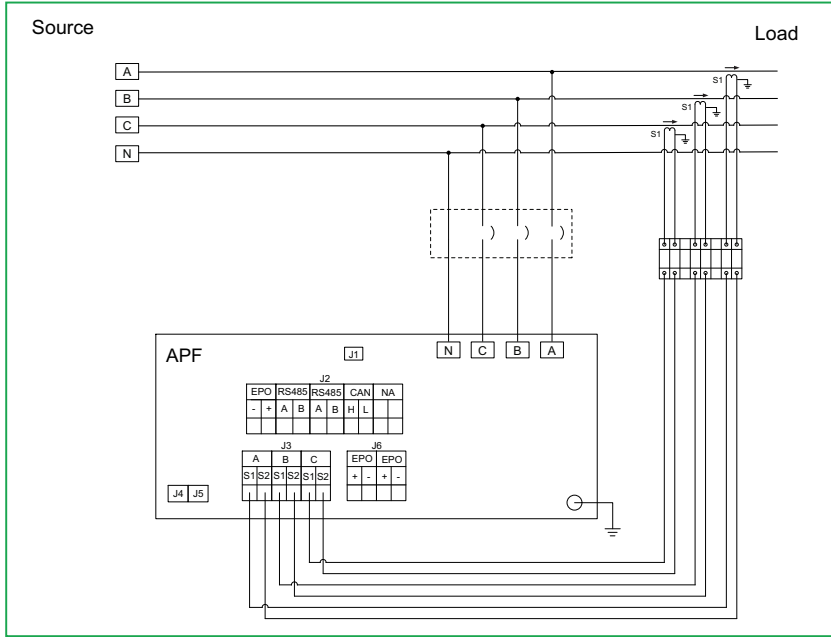 Source
Load
A
S1
B
S1
C
S1
N
APF
J1
N C B A
J2
EPO RS485 RS485 CAN NA
- + A B A B H L
J3 J6
A B C EPO EPO
S1 S2 S1 S2 S1 S2 + - + -
J4 J5